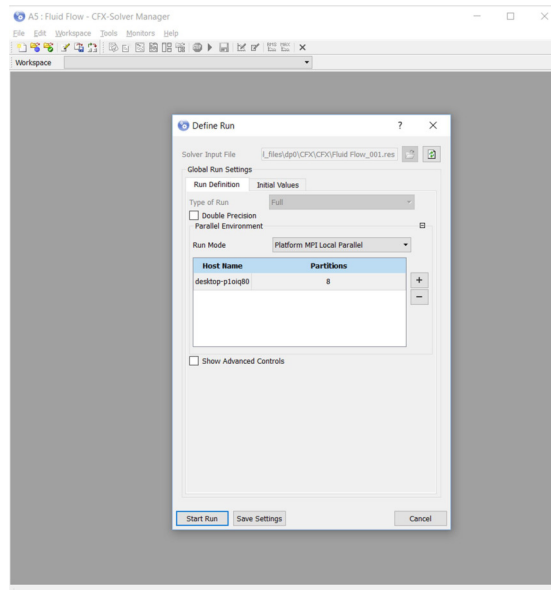 A5 : Fluid Flow - CFX-Solver Manager
File Edit Workspace Tools Monitors Help
Workspace
Define Run
Solver Input File l_files\dp0\CFX\CFX\Fluid Flow_001.res
Global Run Settings
Run Definition Initial Values
Type of Run Full
Double Precision
Parallel Environment
Run Mode Platform MPI Local Parallel
Host Name Partitions
desktop-p1oiq80 8
Show Advanced Controls
Start Run Save Settings Cancel